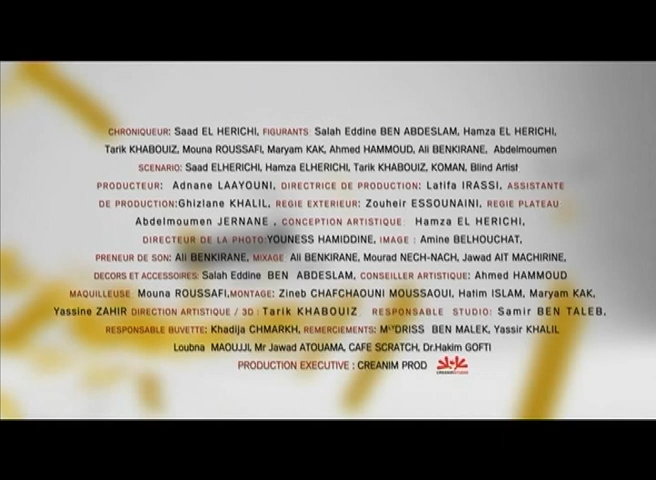 CHRONIQUEUR: Saad EL HERICHI, FIGURANTS Salah Eddine BEN ABDESLAM, Hamza EL HERICHI,
Tarik KHABOUIZ, Mouna ROUSSAFI, Maryam KAK, Ahmed HAMMOUD, Ali BENKIRANE, Abdelmoumen
SCENARIO: Saad ELHERICHI, Hamza ELHERICHI, Tarik KHABOUIZ, KOMAN, Blind Artist
PRODUCTEUR: Adnane LAAYOUNI, DIRECTRICE DE PRODUCTION: Latifa IRASSI, ASSISTANTE
DE PRODUCTION:Ghizlane KHALIL, REGIE EXTERIEUR: Zouheir ESSOUNAINI, REGIE PLATEAU:
Abdelmoumen JERNANE , CONCEPTION ARTISTIQUE: Hamza EL HERICHI,
DIRECTEUR DE LA PHOTO:YOUNESS HAMIDDINE, IMAGE : Amine BELHOUCHAT,
PRENEUR DE SON: Ali BENKIRANE, MIXAGE Ali BENKIRANE, Mourad NECH-NACH, Jawad AIT MACHIRINE,
DECORS ET ACCESSOIRES: Salah Eddine BEN ABDESLAM, CONSEILLER ARTISTIQUE: Ahmed HAMMOUD
MAQUILLEUSE Mouna ROUSSAFI,MONTAGE: Zineb CHAFCHAOUNI MOUSSAOUI, Hatim ISLAM, Maryam KAK,
Yassine ZAHIR DIRECTION ARTISTIQUE / 3D : Tarik KHABOUIZ RESPONSABLE STUDIO: Samir BEN TALEB,
RESPONSABLE BUVETTE: Khadija CHMARKH, REMERCIEMENTS: BEN MALEK, Yassir KHALIL
Loubna MAOUJJI, Mr Jawad ATOUAMA, CAFE SCRATCH, Dr.Hakim GOFTI
PRODUCTION EXECUTIVE : CREANIM PROD